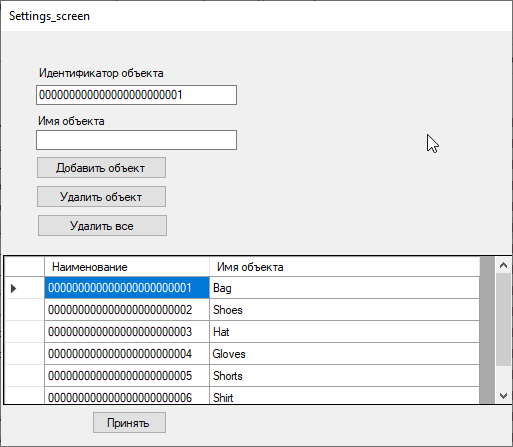 Settings_screen
Идентификатор объекта
000000000000000000000001
Имя объекта
Добавить объект
Удалить объект
Удалить все
Наименование Имя объекта
000000000000000000000001 Bag
000000000000000000000002 Shoes
000000000000000000000003 Hat
000000000000000000000004 Gloves
000000000000000000000005 Shorts
000000000000000000000006 Shirt
Принять